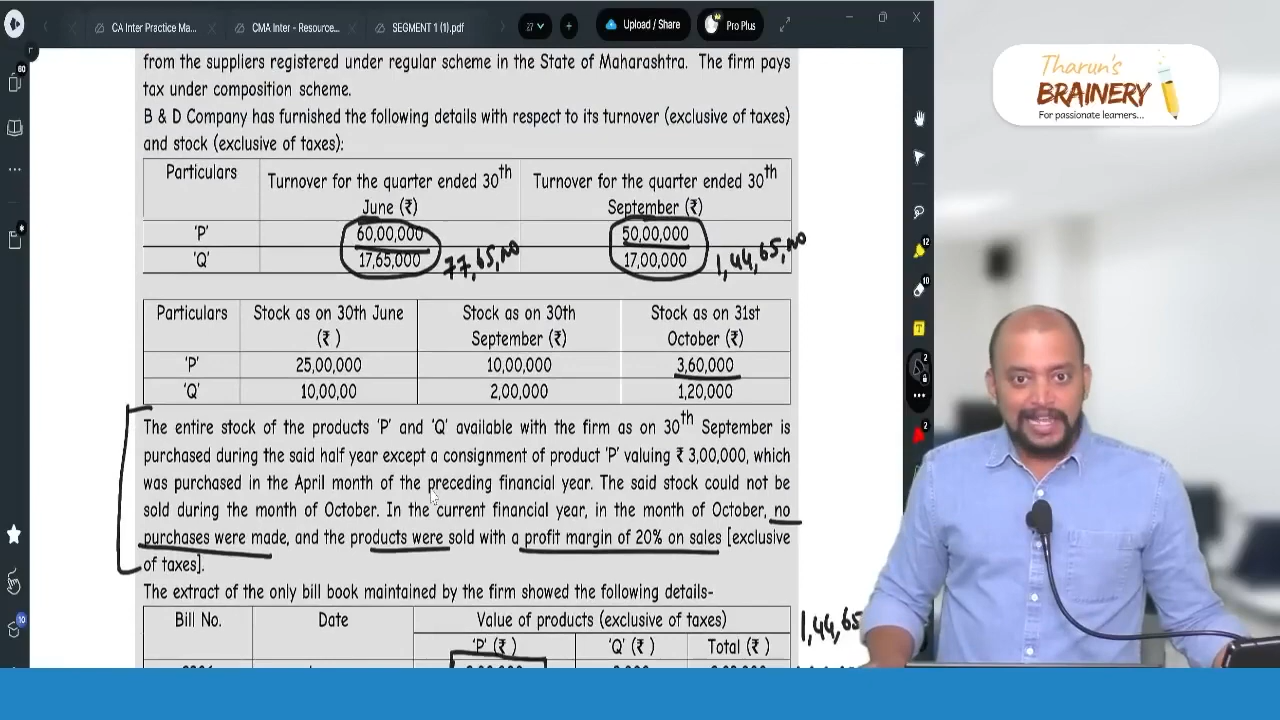 CA Inter Practice Ma...
CMA Inter - Resource...
SEGMENT 1 (1).pdf
27
Upload / Share
Pro Plus
60
Tharun's
BRAINERY
For passionate learners...
from the suppliers registered under regular scheme in the State of Maharashtra. The firm pays
tax under composition scheme.
B & D Company has furnished the following details with respect to its turnover (exclusive of taxes)
and stock (exclusive of taxes):
Particulars Turnover for the quarter ended 30th June (₹) Turnover for the quarter ended 30th September (₹)
'P' 60,00,000 50,00,000
'Q' 17,65,000 77,65,000 17,00,000 1,44,65,000
Particulars Stock as on 30th June (₹ ) Stock as on 30th September (₹) Stock as on 31st October (₹)
'P' 25,00,000 10,00,000 3,60,000
'Q' 10,00,00 2,00,000 1,20,000
The entire stock of the products 'P' and 'Q' available with the firm as on 30th September is
purchased during the said half year except a consignment of product 'P' valuing ₹ 3,00,000, which
was purchased in the April month of the preceding financial year. The said stock could not be
sold during the month of October. In the current financial year, in the month of October, no
purchases were made, and the products were sold with a profit margin of 20% on sales [exclusive
of taxes].
The extract of the only bill book maintained by the firm showed the following details-
Bill No. Date Value of products (exclusive of taxes)
'P' (₹ ) 'Q' (₹ ) Total (₹ )
1,44,65
12
10
2
2
10